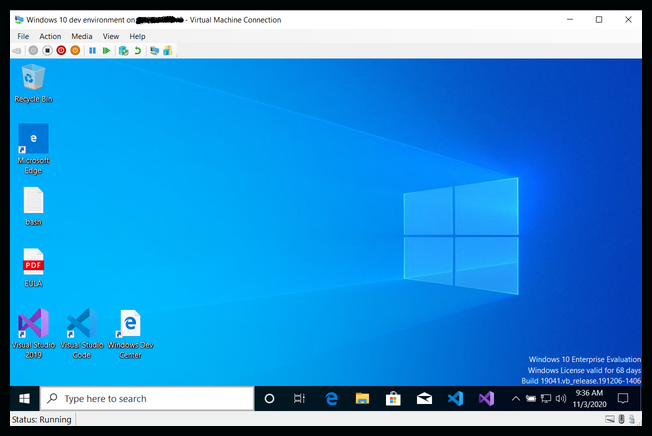 Windows 10 dev environment on - Virtual Machine Connection
File Action Media View Help
Recycle Bin
Microsoft
Edge
bash
PDF
EULA
Visual Studio
2019
Visual Studio
Code
Windows Dev
Center
Windows 10 Enterprise Evaluation
Windows License valid for 68 days
Build 19041.vb_release.191206-1406
Type here to search
9:36 AM
11/3/2020
Status: Running